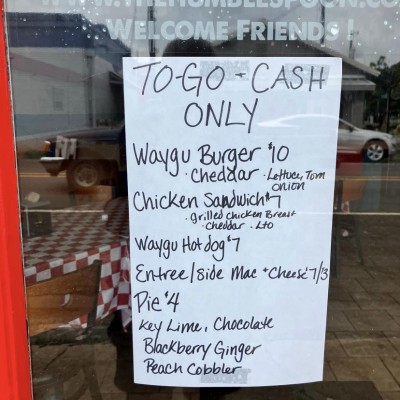 WWW.THEHUMBLESPOON.CO
WELCOME FRIENDS!
TO-GO - CASH
ONLY
Waygu Burger $10
· Cheddar · Lettuce, Tom
onion
Chicken Sandwich $7
· grilled chicken Breast
· cheddar · LTO
Waygu Hot dog $7
Entree/Side Mac + Cheese $7/3
Pie $4
Key Lime, Chocolate
Blackberry Ginger
Peach Cobbler